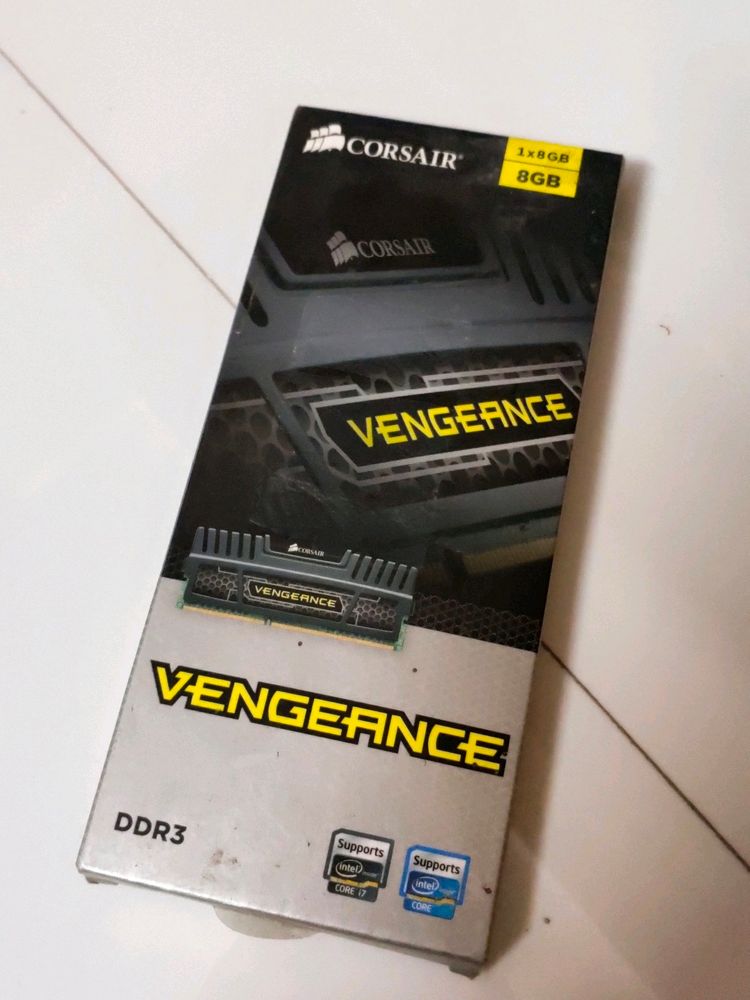 CORSAIR
1x8GB
8GB
CORSAIR
VENGEANCE
CORSAIR
VENGEANCE
VENGEANCE
DDR3
Supports
intel
CORE i7
Supports
intel
CORE